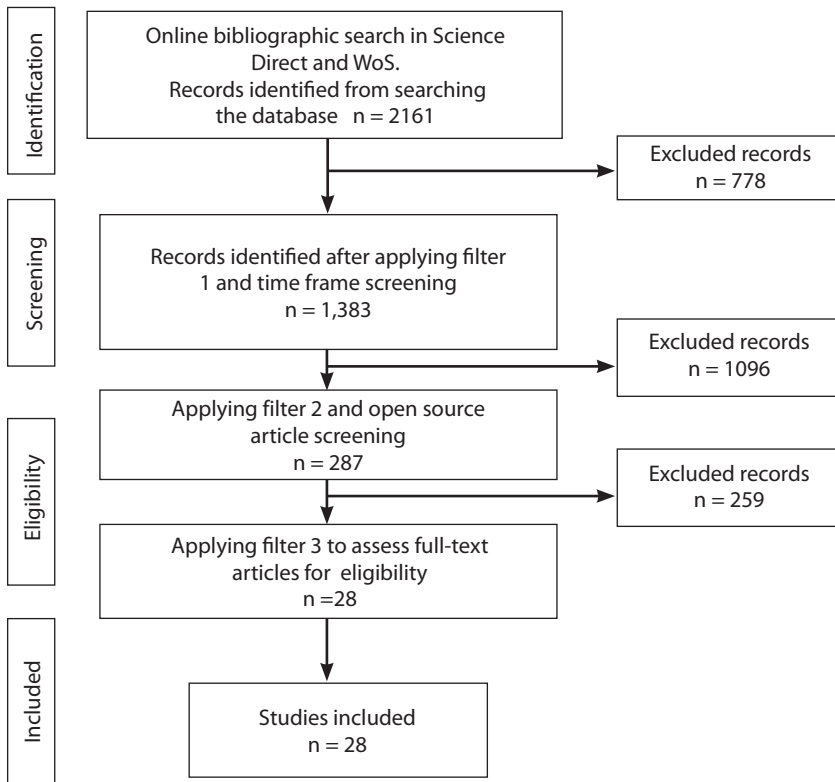 Identification
Online bibliographic search in Science
Direct and WoS.
Records identified from searching
the database n = 2161
Excluded records
n = 778
Screening
Records identified after applying filter
1 and time frame screening
n = 1,383
Excluded records
n = 1096
Eligibility
Applying filter 2 and open source
article screening
n = 287
Excluded records
n = 259
Applying filter 3 to assess full-text
articles for eligibility
n =28
Included
Studies included
n = 28